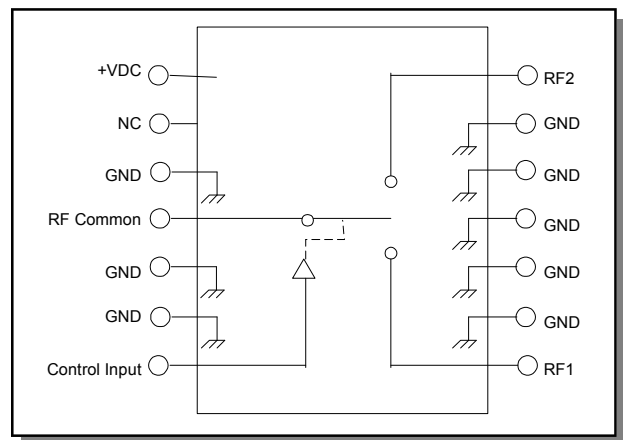 +VDC
NC
GND
RF Common
GND
GND
Control Input
RF2
GND
GND
GND
GND
GND
RF1